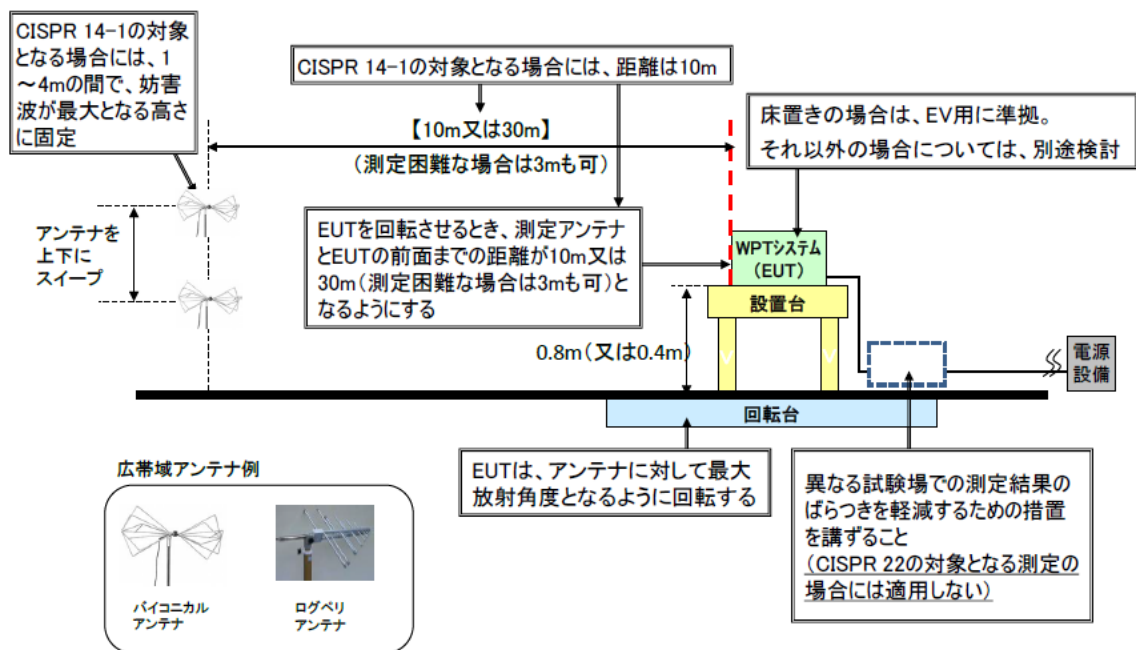 CISPR 14-1の対象
となる場合には、1
～4mの間で、妨害
波が最大となる高さ
に固定
CISPR 14-1の対象となる場合には、距離は10m
【10m又は30m】
(測定困難な場合は3mも可)
床置きの場合は、EV用に準拠。
それ以外の場合については、別途検討
アンテナを
上下に
スイープ
EUTを回転させるとき、測定アンテナ
とEUTの前面までの距離が10m又は
30m(測定困難な場合は3mも可)と
なるようにする
WPTシステム
(EUT)
設置台
0.8m(又は0.4m)
電源
設備
回転台
EUTは、アンテナに対して最大
放射角度となるように回転する
異なる試験場での測定結果の
ばらつきを軽減するための措置
を講ずること
(CISPR 22の対象となる測定の
場合には適用しない)
広帯域アンテナ例
バイコニカル
アンテナ
ログペリ
アンテナ